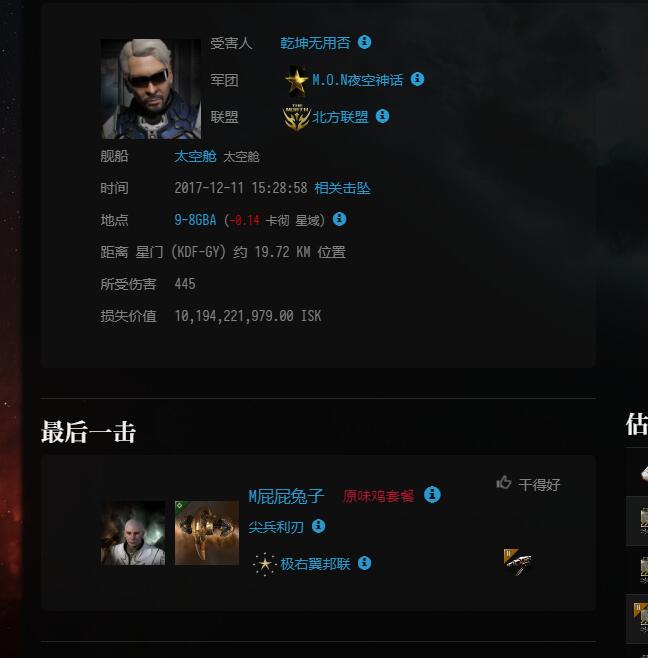 受害人 乾坤无用否
军团 M.O.N夜空神话
联盟 北方联盟
THE NORTH
舰船 太空舱 太空舱
时间 2017-12-11 15:28:58 相关击坠
地点 9-8GBA (-0.14 卡彻 星域)
距离 星门 (KDF-GY) 约 19.72 KM 位置
所受伤害 445
损失价值 10,194,221,979.00 ISK
最后一击
估
M屁屁兔子 原味鸡套餐
干得好
尖兵利刃
极右翼邦联
II
II